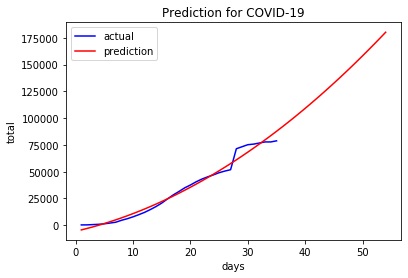 Prediction for COVID-19
actual
prediction
175000
150000
125000
100000
75000
50000
25000
0
total
0 10 20 30 40 50
days